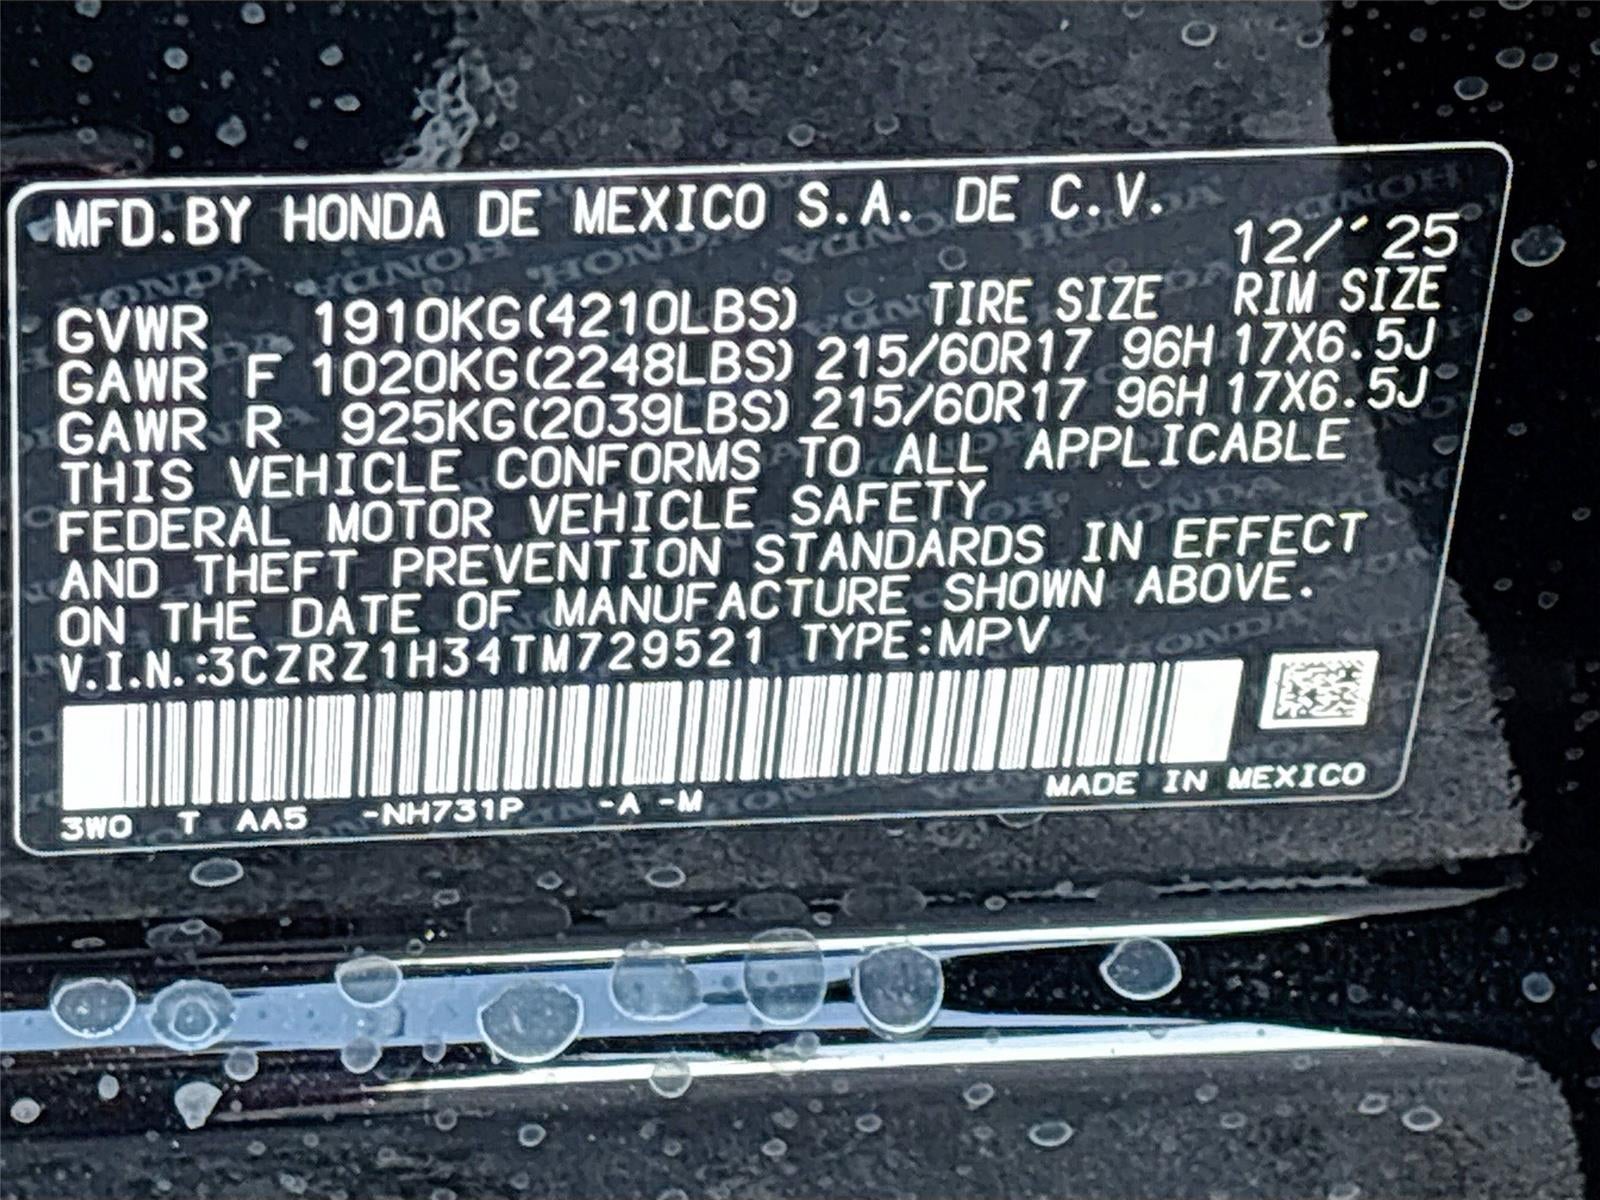 MFD.BY HONDA DE MEXICO S.A. DE C.V.
12/'25
GVWR 1910KG(4210LBS) TIRE SIZE RIM SIZE
GAWR F 1020KG(2248LBS) 215/60R17 96H 17X6.5J
GAWR R 925KG(2039LBS) 215/60R17 96H 17X6.5J
THIS VEHICLE CONFORMS TO ALL APPLICABLE
FEDERAL MOTOR VEHICLE SAFETY
AND THEFT PREVENTION STANDARDS IN EFFECT
ON THE DATE OF MANUFACTURE SHOWN ABOVE.
V.I.N.:3CZRZ1H34TM729521 TYPE:MPV
MADE IN MEXICO
3W0 T AA5 -NH731P -A -M